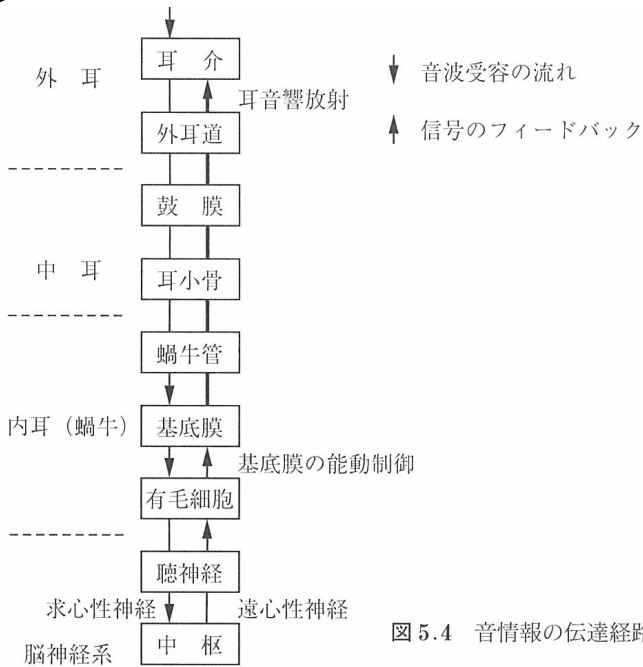 耳 介
外 耳
耳音響放射
外耳道
鼓 膜
中 耳
耳小骨
蝸牛管
内耳（蝸牛）
基底膜
基底膜の能動制御
有毛細胞
聴神経
求心性神経
遠心性神経
中 枢
脳神経系
音波受容の流れ
信号のフィードバック
図 5.4 音情報の伝達経路